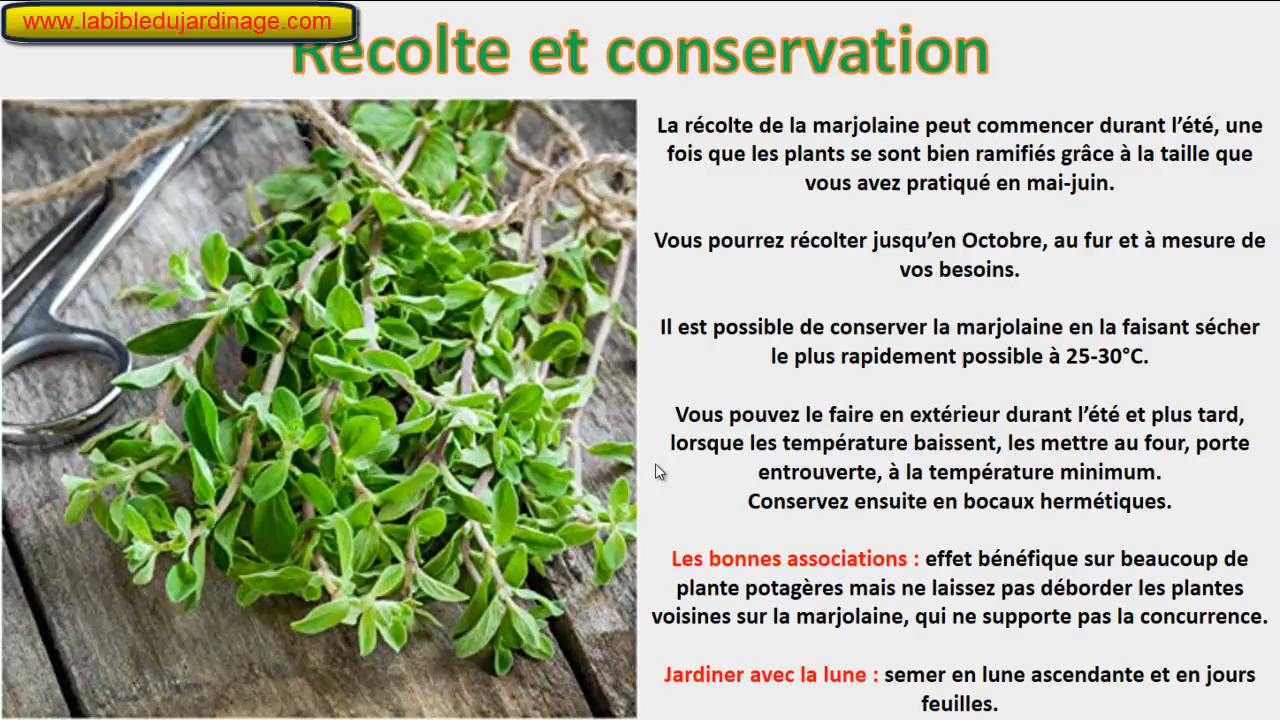 www.labibledujardinage.com
Récolte et conservation
La récolte de la marjolaine peut commencer durant l’été, une
fois que les plants se sont bien ramifiés grâce à la taille que
vous avez pratiqué en mai-juin.
Vous pourrez récolter jusqu’en Octobre, au fur et à mesure de
vos besoins.
Il est possible de conserver la marjolaine en la faisant sécher
le plus rapidement possible à 25-30°C.
Vous pouvez le faire en extérieur durant l’été et plus tard,
lorsque les température baissent, les mettre au four, porte
entrouverte, à la température minimum.
Conservez ensuite en bocaux hermétiques.
Les bonnes associations : effet bénéfique sur beaucoup de
plante potagères mais ne laissez pas déborder les plantes
voisines sur la marjolaine, qui ne supporte pas la concurrence.
Jardiner avec la lune : semer en lune ascendante et en jours
feuilles.